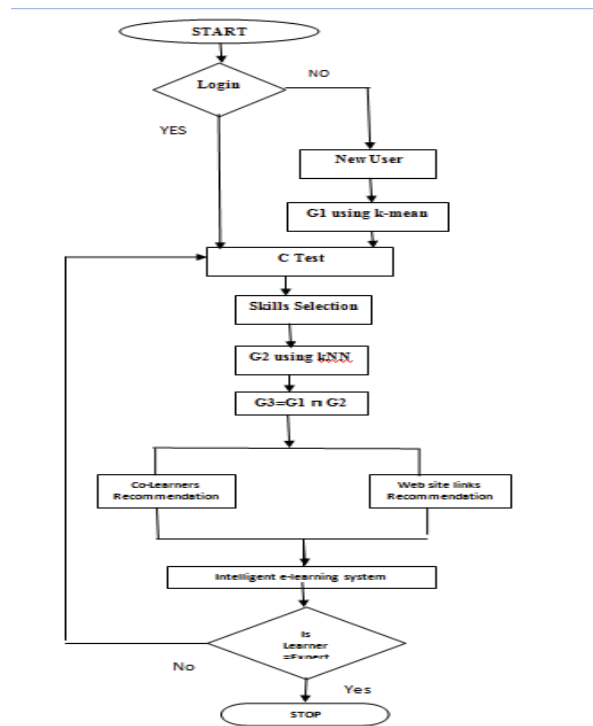 START
Login
NO
YES
New User
G1 using k-mean
C Test
Skills Selection
G2 using kNN
G3=G1 ⊓ G2
Co-Learners
Recommendation
Web site links
Recommendation
Intelligent e-learning system
Is
Learner
=Expert
No
Yes
STOP